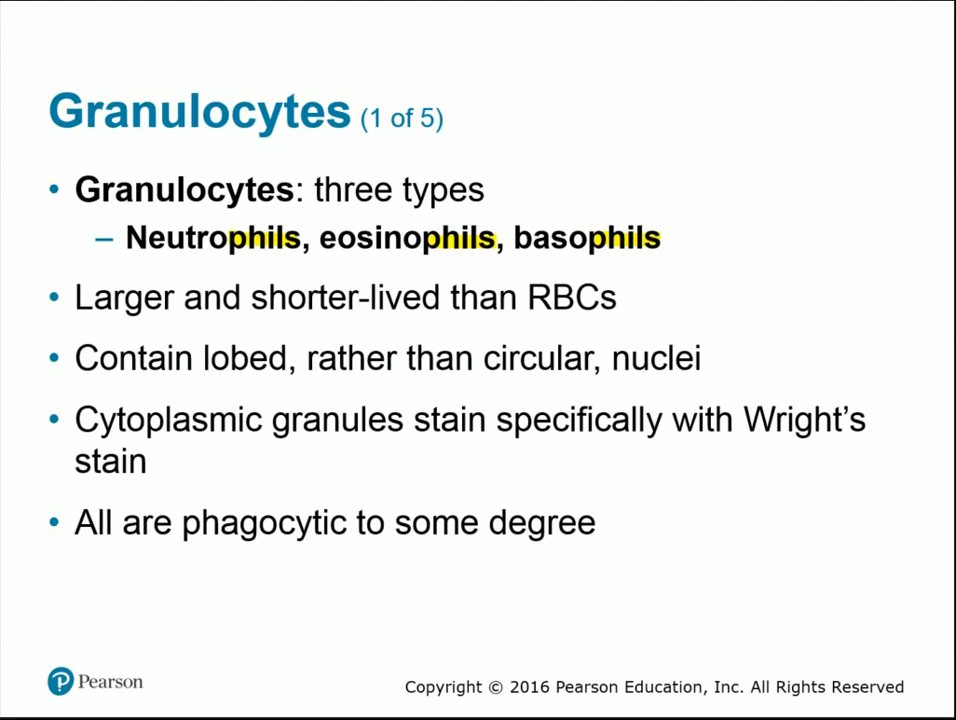 Granulocytes (1 of 5)
• Granulocytes: three types
– Neutrophils, eosinophils, basophils
• Larger and shorter-lived than RBCs
• Contain lobed, rather than circular, nuclei
• Cytoplasmic granules stain specifically with Wright’s
stain
• All are phagocytic to some degree
P Pearson
Copyright © 2016 Pearson Education, Inc. All Rights Reserved